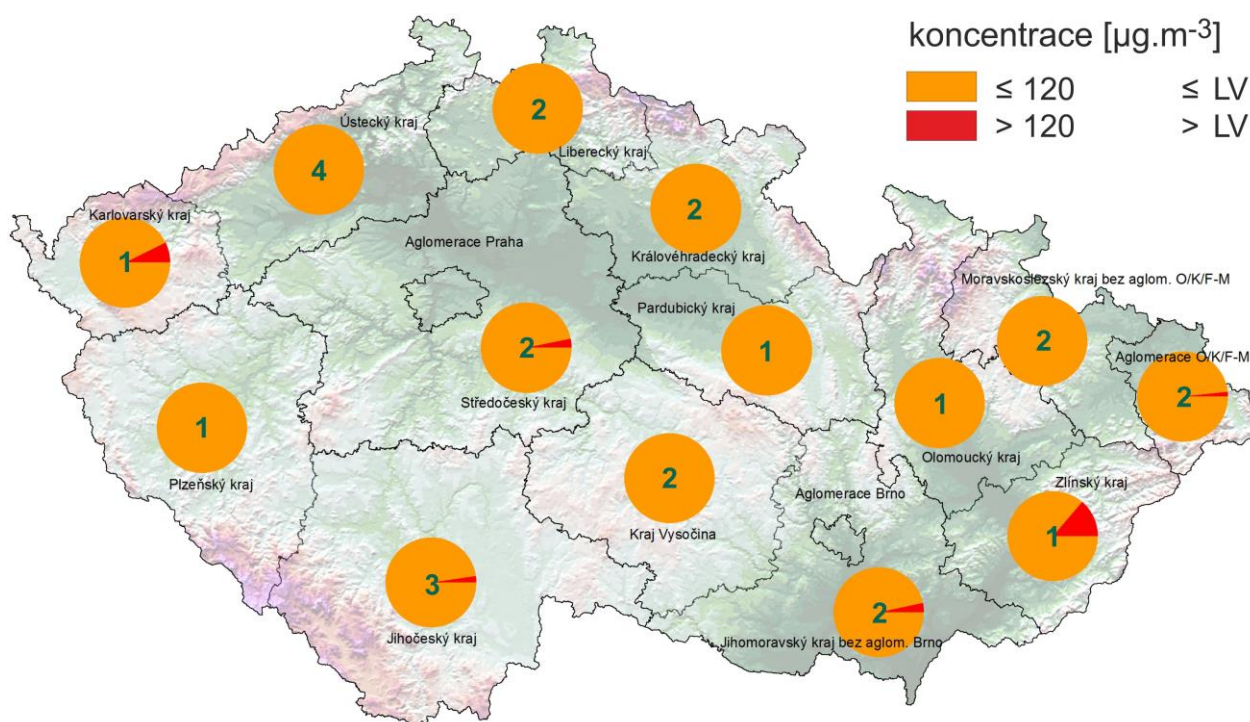 koncentrace [µg.m-3]
≤ 120 ≤ LV
> 120 > LV
2
Ústecký kraj
Liberecký kraj
4
2
Karlovarský kraj
1
Aglomerace Praha
Královéhradecký kraj
Moravskoslezský kraj bez aglom. O/K/F-M
Pardubický kraj
2
2
1
Aglomerace O/K/F-M
Středočeský kraj
1
2
1
Olomoucký kraj
Plzeňský kraj
2
Aglomerace Brno
Zlínský kraj
Kraj Vysočina
1
3
2
Jihočeský kraj
Jihomoravský kraj bez aglom. Brno